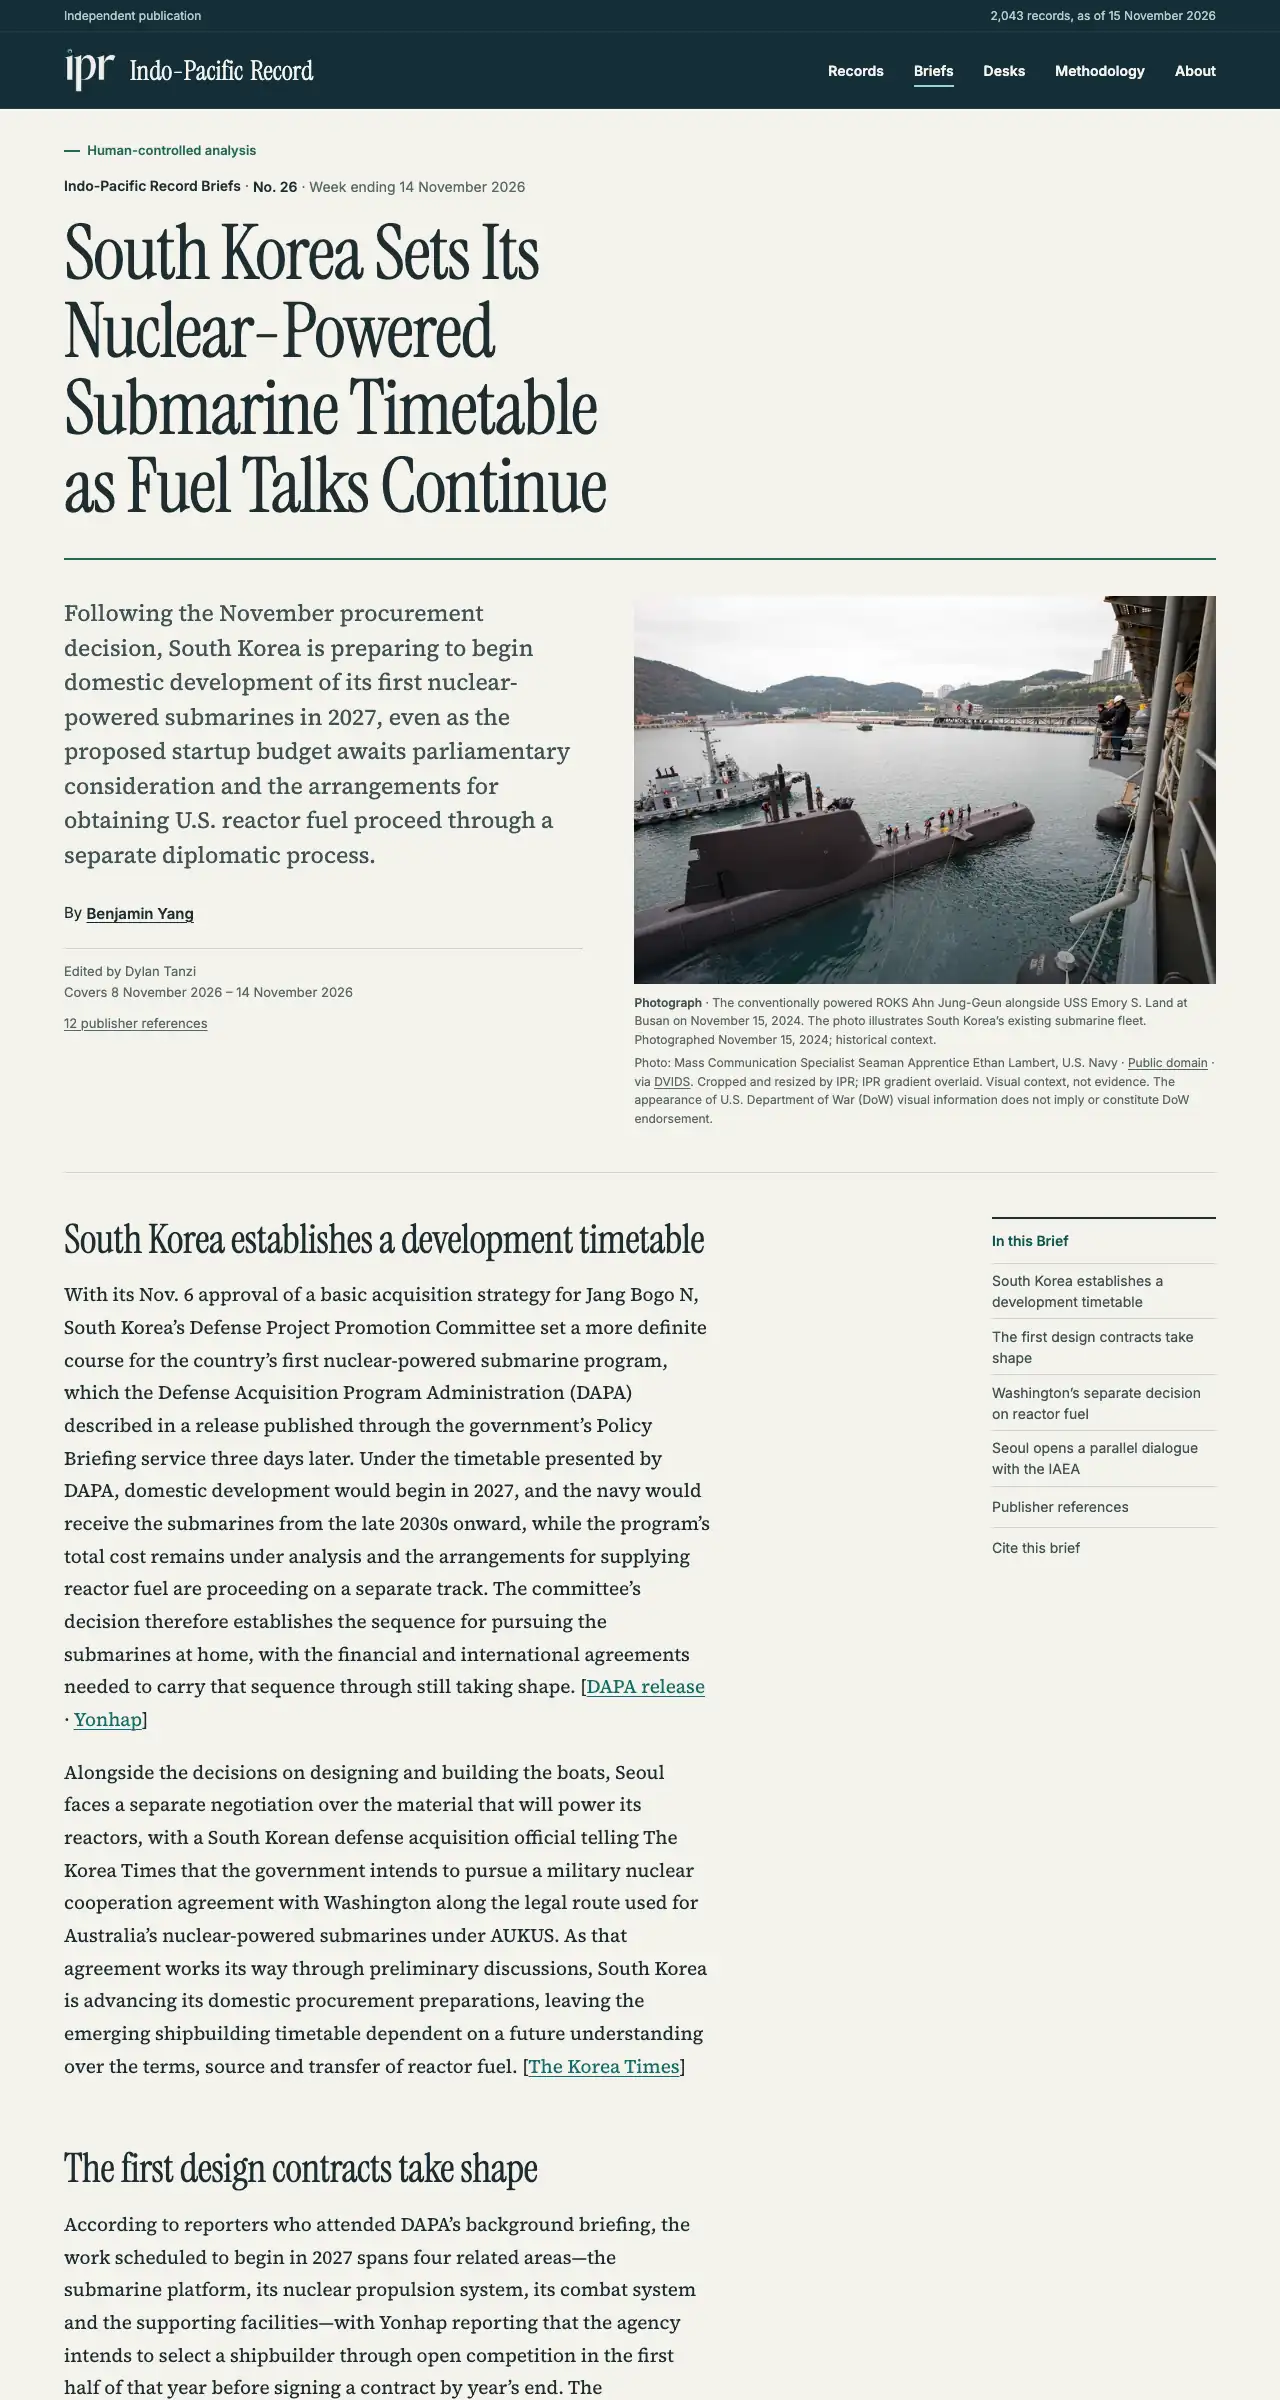 Independent publication
2,043 records, as of 15 November 2026
ipr Indo-Pacific Record
Records Briefs Desks Methodology About
— Human-controlled analysis
Indo-Pacific Record Briefs · No. 26 · Week ending 14 November 2026
South Korea Sets Its
Nuclear-Powered
Submarine Timetable
as Fuel Talks Continue
Following the November procurement
decision, South Korea is preparing to begin
domestic development of its first nuclear-
powered submarines in 2027, even as the
proposed startup budget awaits parliamentary
consideration and the arrangements for
obtaining U.S. reactor fuel proceed through a
separate diplomatic process.
By Benjamin Yang
Edited by Dylan Tanzi
Covers 8 November 2026 – 14 November 2026
12 publisher references
Photograph · The conventionally powered ROKS Ahn Jung-Geun alongside USS Emory S. Land at
Busan on November 15, 2024. The photo illustrates South Korea’s existing submarine fleet.
Photographed November 15, 2024; historical context.
Photo: Mass Communication Specialist Seaman Apprentice Ethan Lambert, U.S. Navy · Public domain ·
via DVIDS. Cropped and resized by IPR; IPR gradient overlaid. Visual context, not evidence. The
appearance of U.S. Department of War (DoW) visual information does not imply or constitute DoW
endorsement.
South Korea establishes a development timetable
With its Nov. 6 approval of a basic acquisition strategy for Jang Bogo N,
South Korea’s Defense Project Promotion Committee set a more definite
course for the country’s first nuclear-powered submarine program,
which the Defense Acquisition Program Administration (DAPA)
described in a release published through the government’s Policy
Briefing service three days later. Under the timetable presented by
DAPA, domestic development would begin in 2027, and the navy would
receive the submarines from the late 2030s onward, while the program’s
total cost remains under analysis and the arrangements for supplying
reactor fuel are proceeding on a separate track. The committee’s
decision therefore establishes the sequence for pursuing the
submarines at home, with the financial and international agreements
needed to carry that sequence through still taking shape. [DAPA release
· Yonhap]
Alongside the decisions on designing and building the boats, Seoul
faces a separate negotiation over the material that will power its
reactors, with a South Korean defense acquisition official telling The
Korea Times that the government intends to pursue a military nuclear
cooperation agreement with Washington along the legal route used for
Australia’s nuclear-powered submarines under AUKUS. As that
agreement works its way through preliminary discussions, South Korea
is advancing its domestic procurement preparations, leaving the
emerging shipbuilding timetable dependent on a future understanding
over the terms, source and transfer of reactor fuel. [The Korea Times]
The first design contracts take shape
According to reporters who attended DAPA’s background briefing, the
work scheduled to begin in 2027 spans four related areas—the
submarine platform, its nuclear propulsion system, its combat system
and the supporting facilities—with Yonhap reporting that the agency
intends to select a shipbuilder through open competition in the first
half of that year before signing a contract by year’s end. The
In this Brief
South Korea establishes a
development timetable
The first design contracts take
shape
Washington’s separate decision
on reactor fuel
Seoul opens a parallel dialogue
with the IAEA
Publisher references
Cite this brief